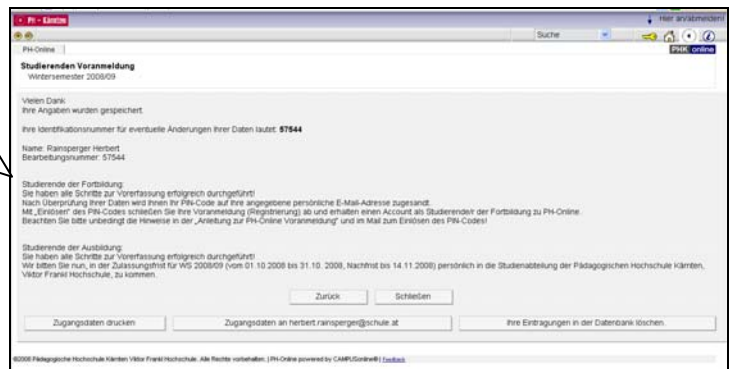 PH - Kärnten
Hier an/abmelden!
Suche
PH-Online
PHK online
Studierenden Voranmeldung
Wintersemester 2008/09
Vielen Dank
Ihre Angaben wurden gespeichert.
Ihre Identifikationsnummer für eventuelle Änderungen Ihrer Daten lautet: 57544
Name: Rainsperger Herbert
Bearbeitungsnummer: 57544
Studierende der Fortbildung:
Sie haben alle Schritte zur Vorerfassung erfolgreich durchgeführt!
Nach Überprüfung Ihrer Daten wird Ihnen Ihr PIN-Code auf Ihre angegebene persönliche E-Mail-Adresse zugesandt.
Mit „Einlösen" des PIN-Codes schließen Sie Ihre Voranmeldung (Registrierung) ab und erhalten einen Account als Studierende/r der Fortbildung zu PH-Online.
Beachten Sie bitte unbedingt die Hinweise in der „Anleitung zur PH-Online Voranmeldung" und im Mail zum Einlösen des PIN-Codes!
Studierende der Ausbildung:
Sie haben alle Schritte zur Vorerfassung erfolgreich durchgeführt!
Wir bitten Sie nun, in der Zulassungsfrist für WS 2008/09 (vom 01.10.2008 bis 31.10. 2008, Nachfrist bis 14.11.2008) persönlich in die Studienabteilung der Pädagogischen Hochschule Kärnten,
Viktor Frankl Hochschule, zu kommen.
Zurück
Schließen
Zugangsdaten drucken
Zugangsdaten an herbert.rainsperger@schule.at
Ihre Eintragungen in der Datenbank löschen.
©2008 Pädagogische Hochschule Kärnten Viktor Frankl Hochschule. Alle Rechte vorbehalten. | PH-Online powered by CAMPUSonline® | Feedback